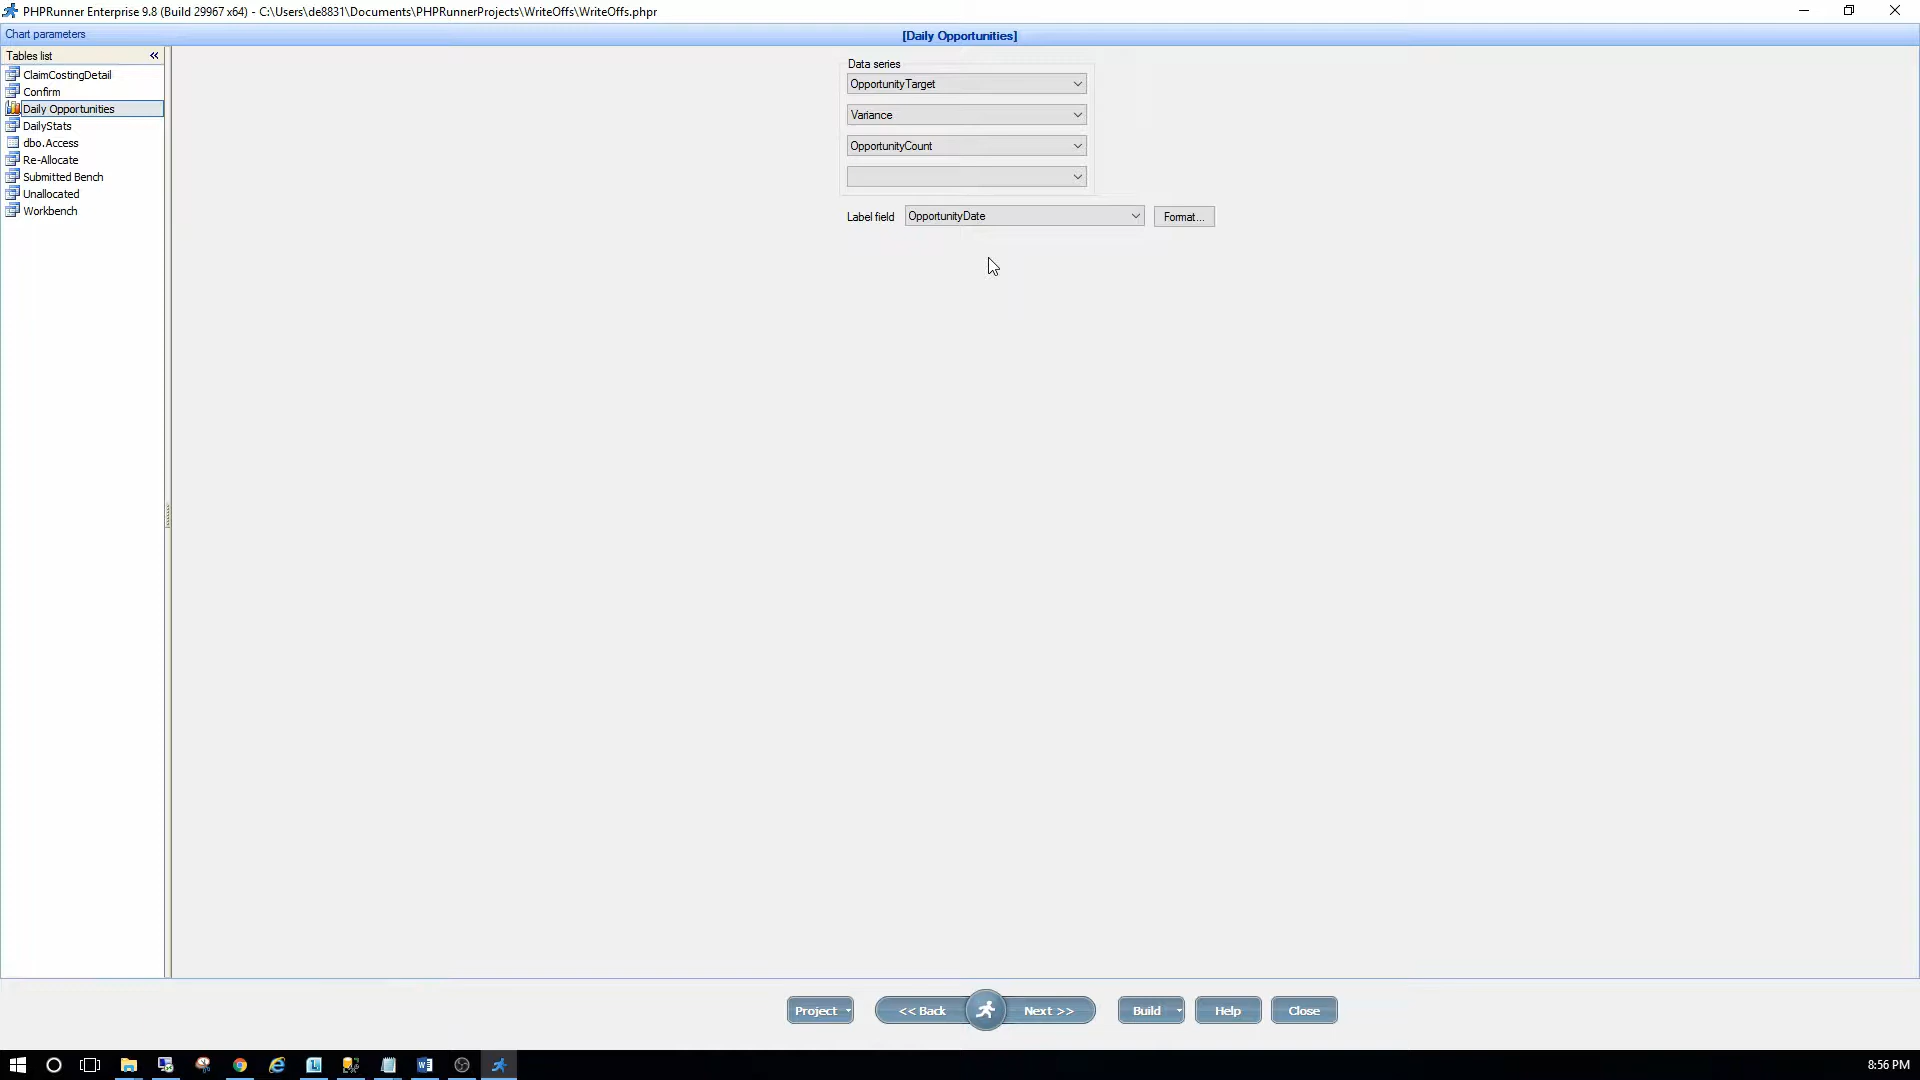 PHPRunner Enterprise 9.8 (Build 29967 x64) - C:\Users\de8831\Documents\PHPRunnerProjects\WriteOffs\WriteOffs.phpr
Chart parameters
[Daily Opportunities]
Tables list
ClaimCostingDetail
Confirm
Daily Opportunities
DailyStats
dbo.Access
Re-Allocate
Submitted Bench
Unallocated
Workbench
Data series
OpportunityTarget
Variance
OpportunityCount
Label field OpportunityDate Format...
Project << Back Next >> Build Help Close
8:56 PM